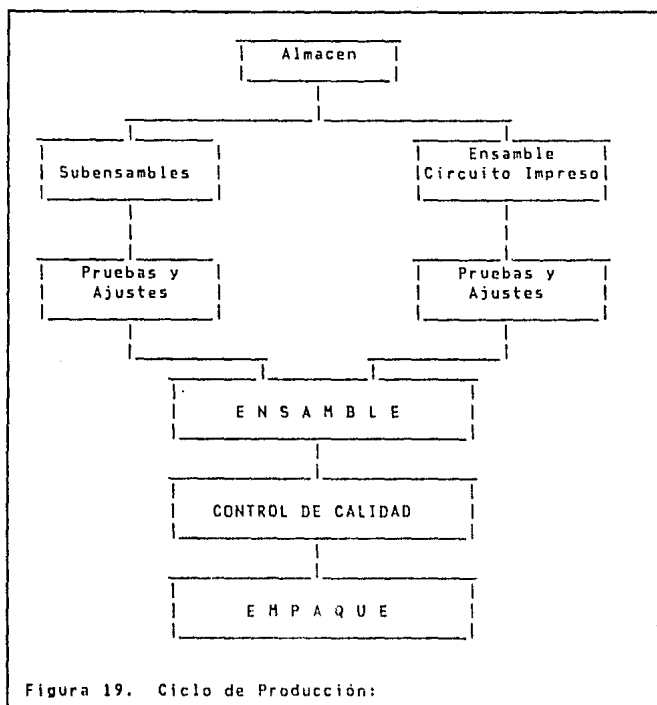 Almacen
Subensambles
Ensamble
Circuito Impreso
Pruebas y
Ajustes
Pruebas y
Ajustes
E N S A M B L E
CONTROL DE CALIDAD
E M P A Q U E
Figura 19. Ciclo de Producción: